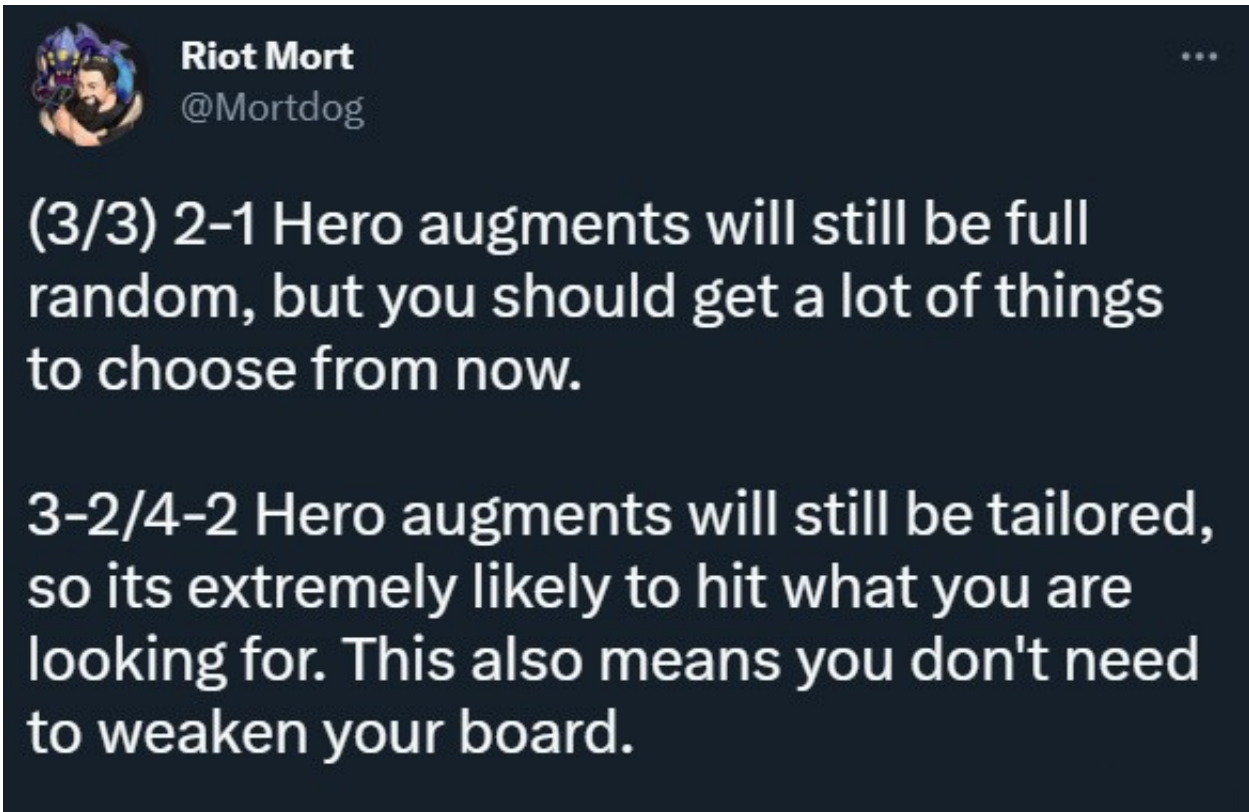 Riot Mort
@Mortdog
(3/3) 2-1 Hero augments will still be full
random, but you should get a lot of things
to choose from now.
3-2/4-2 Hero augments will still be tailored,
so its extremely likely to hit what you are
looking for. This also means you don't need
to weaken your board.